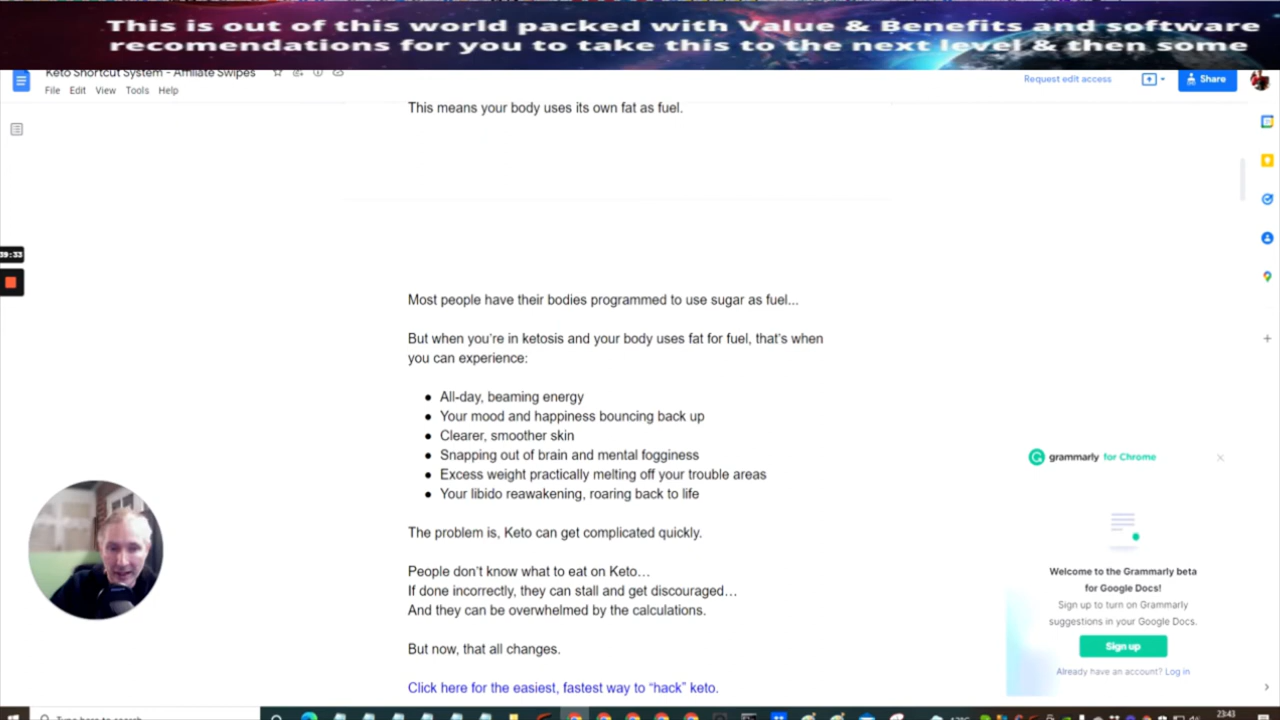 This is out of this world packed with Value & Benefits and software
recomendations for you to take this to the next level & then some
Keto Shortcut System - Affiliate Swipes
File Edit View Tools Help
Request edit access
Share
This means your body uses its own fat as fuel.
39:33
Most people have their bodies programmed to use sugar as fuel...
But when you're in ketosis and your body uses fat for fuel, that's when
you can experience:
● All-day, beaming energy
● Your mood and happiness bouncing back up
● Clearer, smoother skin
● Snapping out of brain and mental fogginess
● Excess weight practically melting off your trouble areas
● Your libido reawakening, roaring back to life
The problem is, Keto can get complicated quickly.
People don't know what to eat on Keto…
If done incorrectly, they can stall and get discouraged…
And they can be overwhelmed by the calculations.
But now, that all changes.
Click here for the easiest, fastest way to “hack” keto.
grammarly for Chrome
Welcome to the Grammarly beta
for Google Docs!
Sign up to turn on Grammarly
suggestions in your Google Docs.
Sign up
Already have an account? Log in
Type here to search
23:43